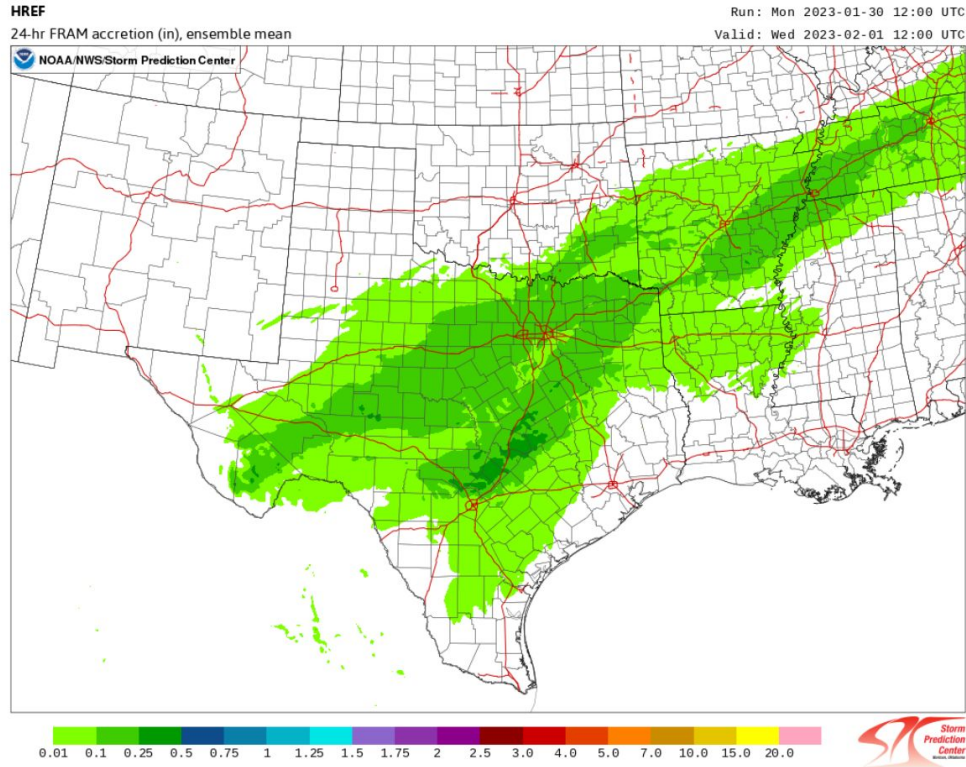 HREF
Run: Mon 2023-01-30 12:00 UTC
24-hr FRAM accretion (in), ensemble mean
Valid: Wed 2023-02-01 12:00 UTC
NOAA/NWS/Storm Prediction Center
0.01 0.1 0.25 0.5 0.75 1 1.25 1.5 1.75 2 2.5 3.0 4.0 5.0 7.0 10.0 15.0 20.0
Storm
Prediction
Center
Norman, Oklahoma